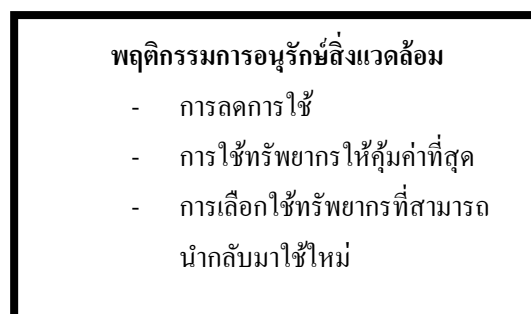 พฤติกรรมการอนุรักษ์สิ่งแวดล้อม
- การลดการใช้
- การใช้ทรัพยากรให้คุ้มค่าที่สุด
- การเลือกใช้ทรัพยากรที่สามารถ
นำกลับมาใช้ใหม่